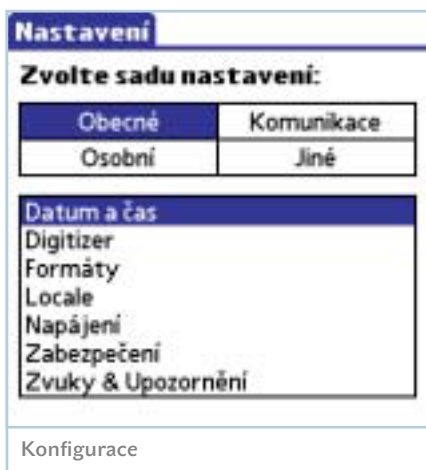 Nastavení
Zvolte sadu nastavení:
Obecné Komunikace
Osobní Jiné
Datum a čas
Digitizer
Formáty
Locale
Napájení
Zabezpečení
Zvuky & Upozornění
Konfigurace